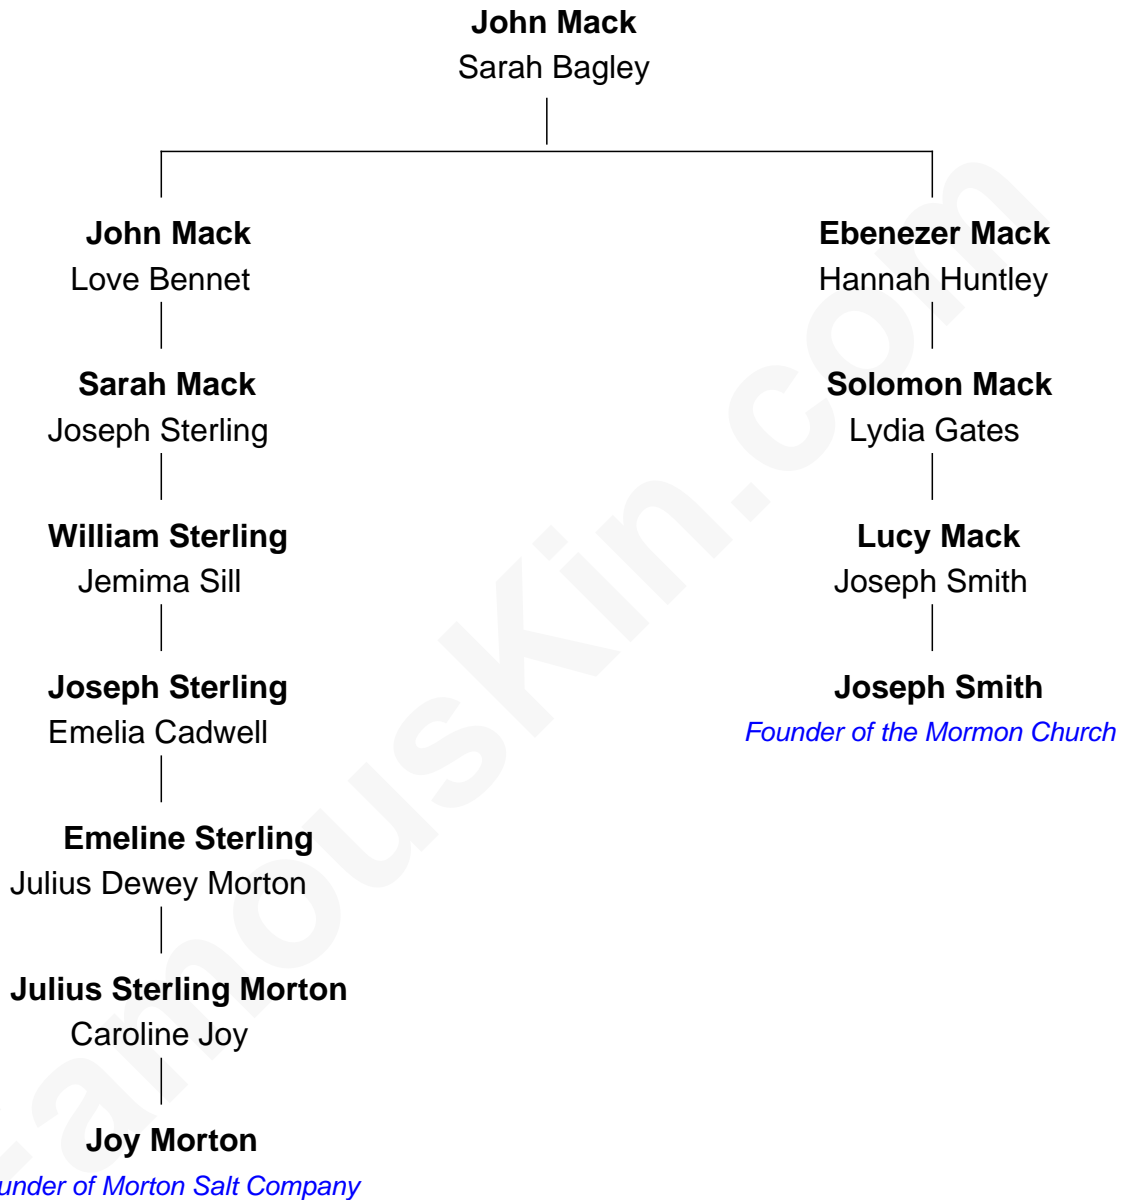 John Mack
Sarah Bagley
John Mack
Love Bennet
Ebenezer Mack
Hannah Huntley
Sarah Mack
Joseph Sterling
Solomon Mack
Lydia Gates
William Sterling
Jemima Sill
Lucy Mack
Joseph Smith
Joseph Sterling
Emelia Cadwell
Joseph Smith
Founder of the Mormon Church
Emeline Sterling
Julius Dewey Morton
Julius Sterling Morton
Caroline Joy
Joy Morton
under of Morton Salt Company
amousKin.com